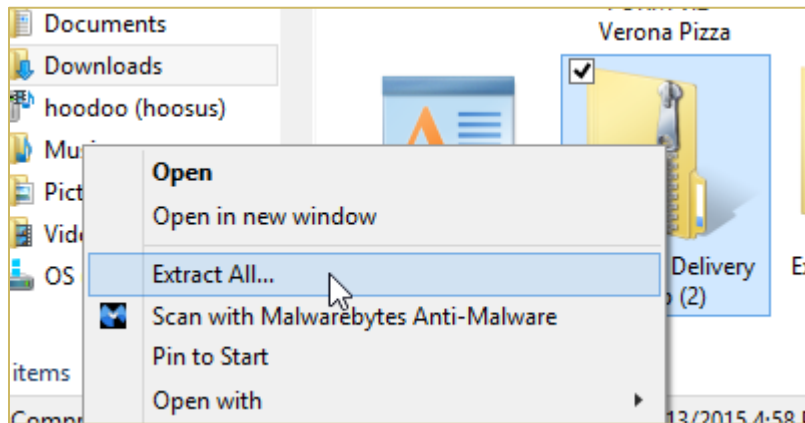 Documents
Downloads
hoodoo (hoosus)
OS
items
Verona Pizza
Delivery
(2)
Open
Open in new window
Extract All...
Scan with Malwarebytes Anti-Malware
Pin to Start
Open with
13/2015 4:58